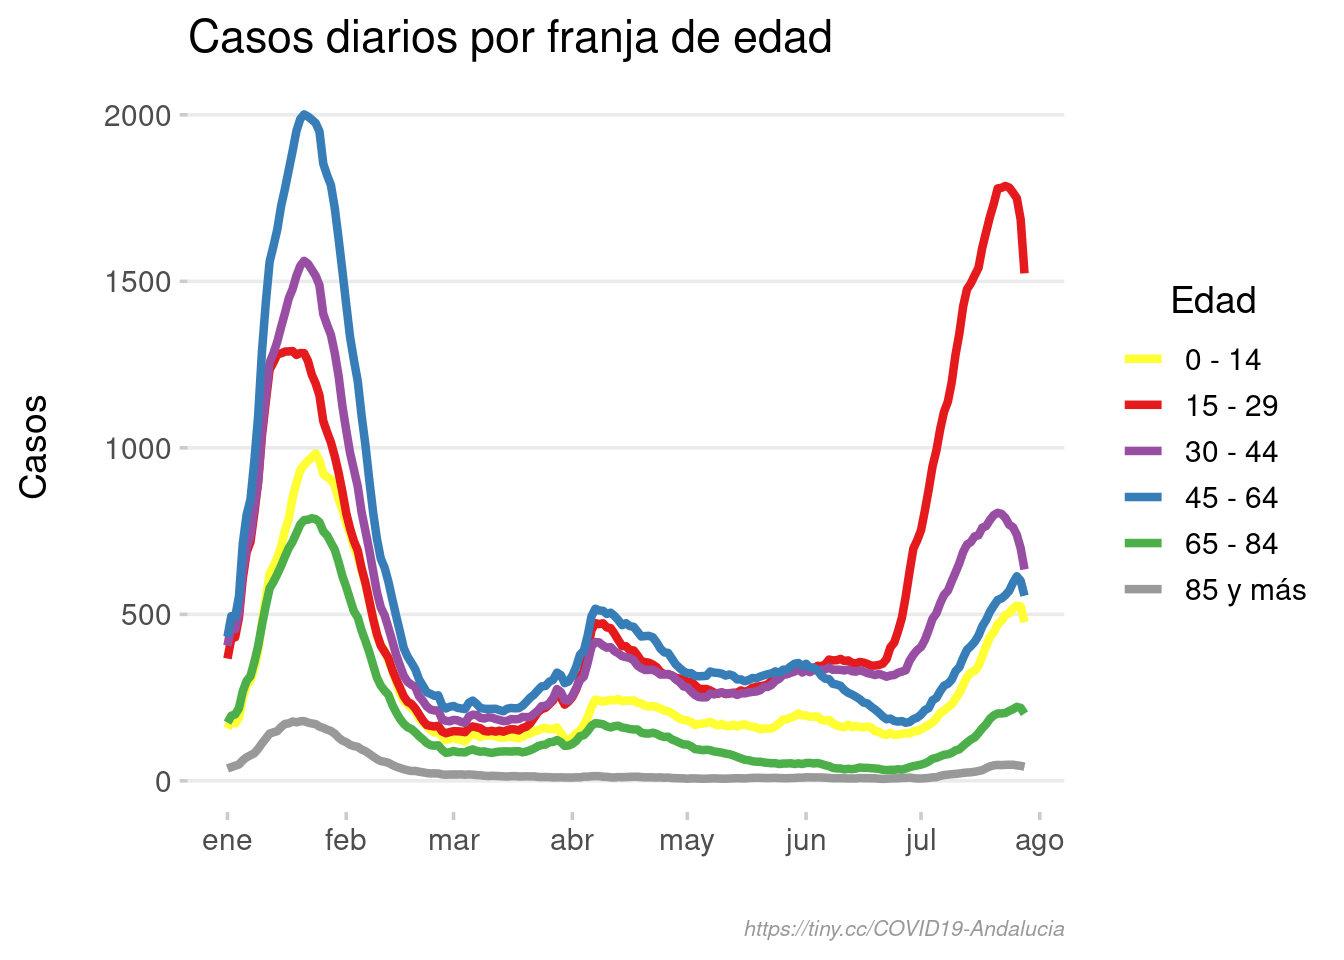 Casos diarios por franja de edad
Casos
2000
1500
1000
500
0
ene feb mar abr may jun jul ago
Edad
0 - 14
15 - 29
30 - 44
45 - 64
65 - 84
85 y más
https://tiny.cc/COVID19-Andalucia